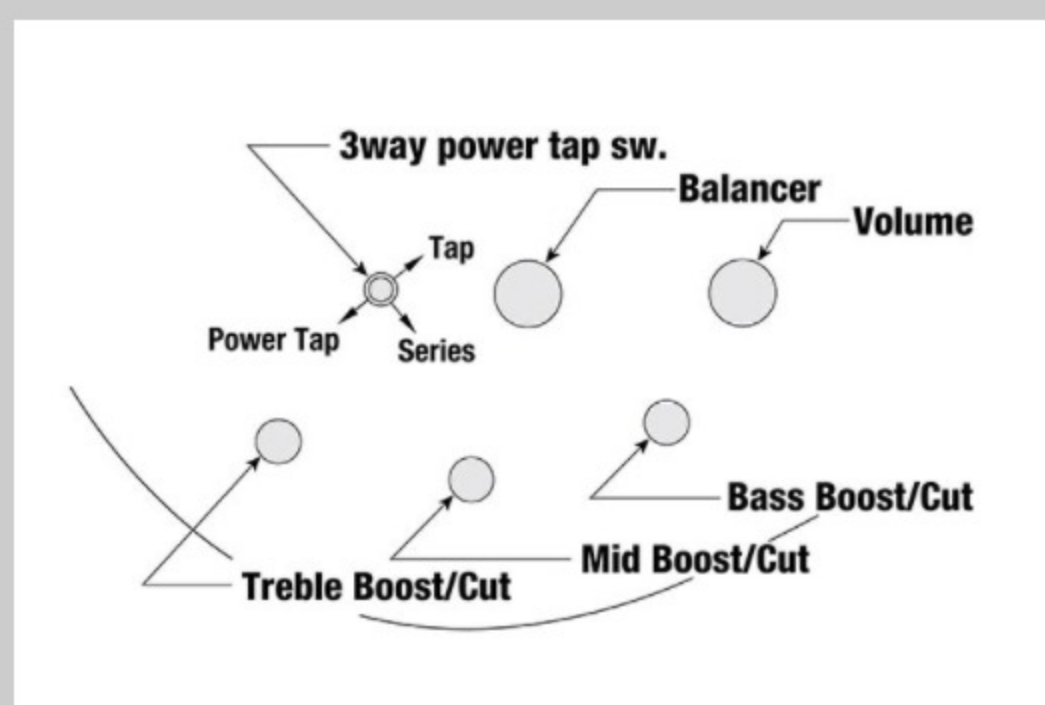 3way power tap sw.
Balancer
Volume
Tap
Power Tap
Series
Bass Boost/Cut
Mid Boost/Cut
Treble Boost/Cut